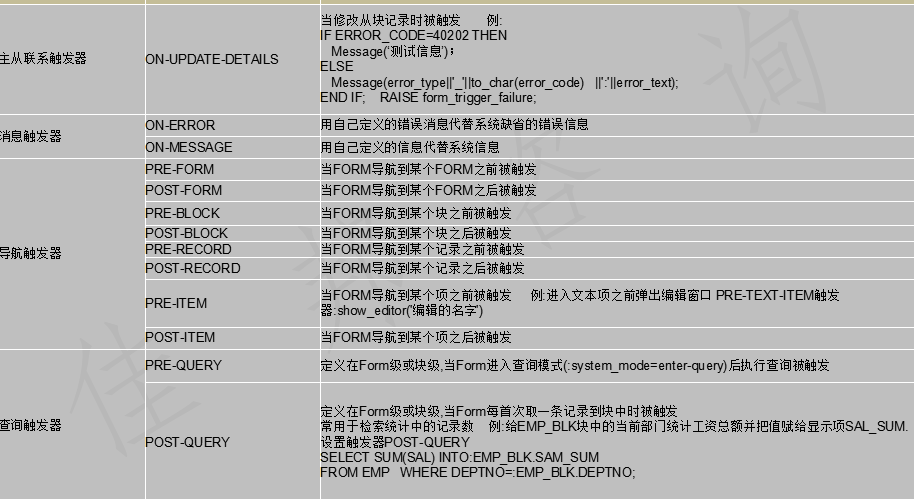 主从联系触发器
ON-UPDATE-DETAILS
当修改从块记录时被触发 例:
IF ERROR_CODE=40202 THEN
Message('测试信息');
ELSE
Message(error_type||'_'||to_char(error_code) ||':'||error_text);
END IF; RAISE form_trigger_failure;
消息触发器
ON-ERROR
用自己定义的错误消息代替系统缺省的错误信息
ON-MESSAGE
用自己定义的信息代替系统信息
导航触发器
PRE-FORM
当FORM导航到某个FORM之前被触发
POST-FORM
当FORM导航到某个FORM之后被触发
PRE-BLOCK
当FORM导航到某个块之前被触发
POST-BLOCK
当FORM导航到某个块之后被触发
PRE-RECORD
当FORM导航到某个记录之前被触发
POST-RECORD
当FORM导航到某个记录之后被触发
PRE-ITEM
当FORM导航到某个项之前被触发 例:进入文本项之前弹出编辑窗口 PRE-TEXT-ITEM触发
器:show_editor('编辑的名字')
POST-ITEM
当FORM导航到某个项之后被触发
查询触发器
PRE-QUERY
定义在Form级或块级,当Form进入查询模式(:system_mode=enter-query)后执行查询被触发
POST-QUERY
定义在Form级或块级,当Form每首次取一条记录到块中时被触发
常用于检索统计中的记录数 例:给EMP_BLK块中的当前部门统计工资总额并把值赋给显示项SAL_SUM.
设置触发器POST-QUERY
SELECT SUM(SAL) INTO:EMP_BLK.SAM_SUM
FROM EMP WHERE DEPTNO=:EMP_BLK.DEPTNO;